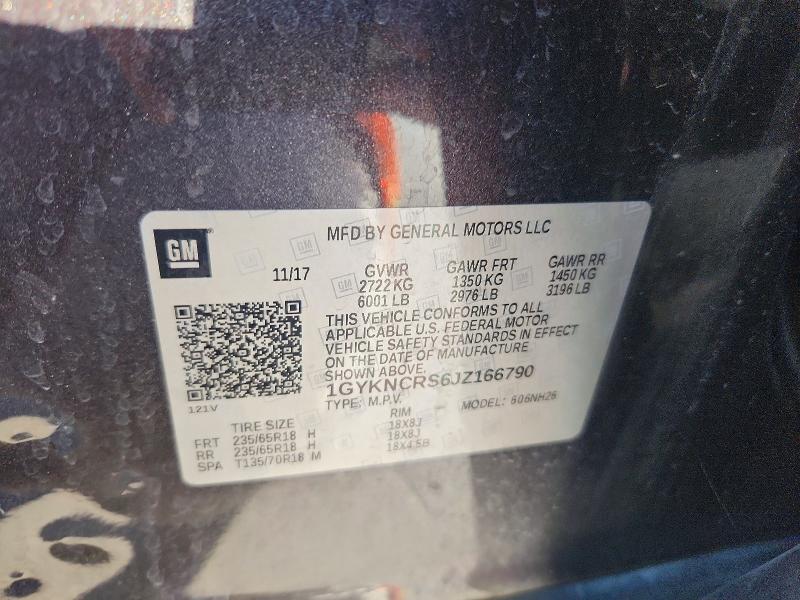 GM
MFD BY GENERAL MOTORS LLC
11/17
GVWR GAWR FRT GAWR RR
2722 KG 1350 KG 1450 KG
6001 LB 2976 LB 3196 LB
THIS VEHICLE CONFORMS TO ALL
APPLICABLE U.S. FEDERAL MOTOR
VEHICLE SAFETY STANDARDS IN EFFECT
ON THE DATE OF MANUFACTURE
SHOWN ABOVE.
1GYKNCRS6JZ166790
TYPE: M.P.V. MODEL: 606NH26
121V
TIRE SIZE RIM
FRT 235/65R18 H 18X8J
RR 235/65R18 H 18X8J
SPA T135/70R18 M 18X4.5B